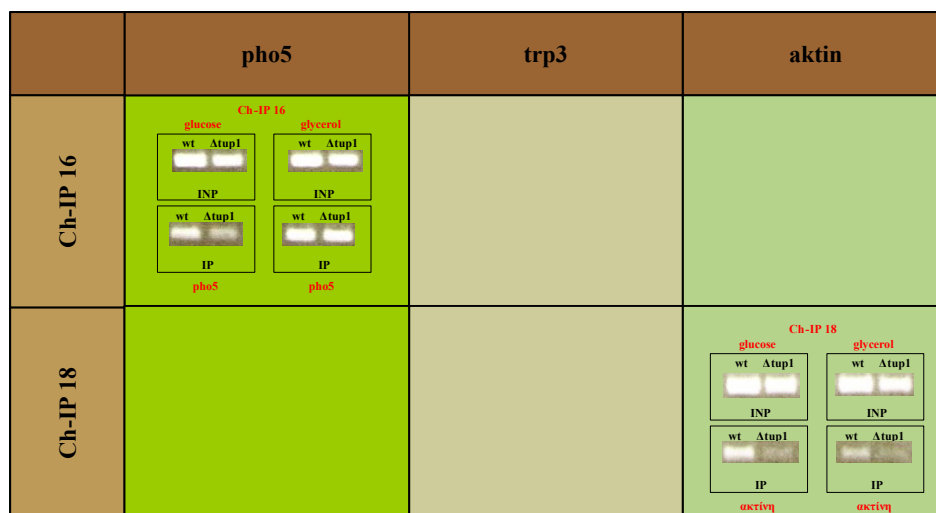 pho5 trp3 aktin
Ch-IP 16
Ch-IP 16
glucose glycerol
wt Δtup1 wt Δtup1
INP INP
wt Δtup1 wt Δtup1
IP IP
pho5 pho5
Ch-IP 18
Ch-IP 18
glucose glycerol
wt Δtup1 wt Δtup1
INP INP
wt Δtup1 wt Δtup1
IP IP
ακτίνη ακτίνη